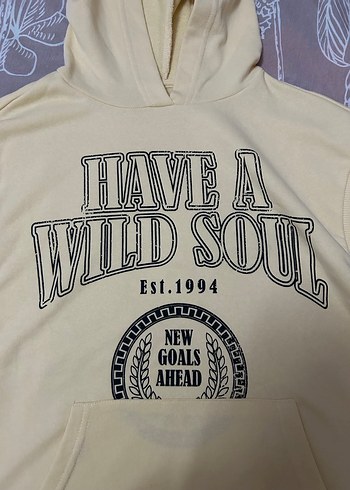 HAVE A
WILD SOUL
Est.1994
NEW
GOALS
AHEAD